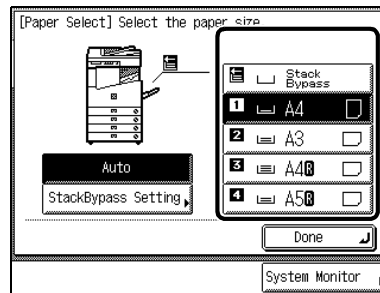 [Paper Select] Select the paper size
Stack
Bypass
1 A4
2 A3
3 A4R
4 A5R
Auto
StackBypass Setting
Done
System Monitor